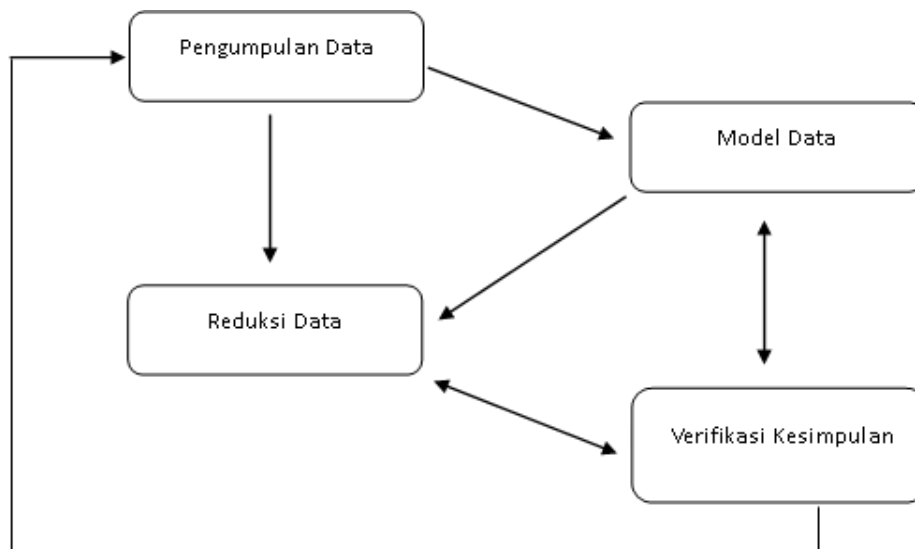 Pengumpulan Data
Model Data
Reduksi Data
Verifikasi Kesimpulan